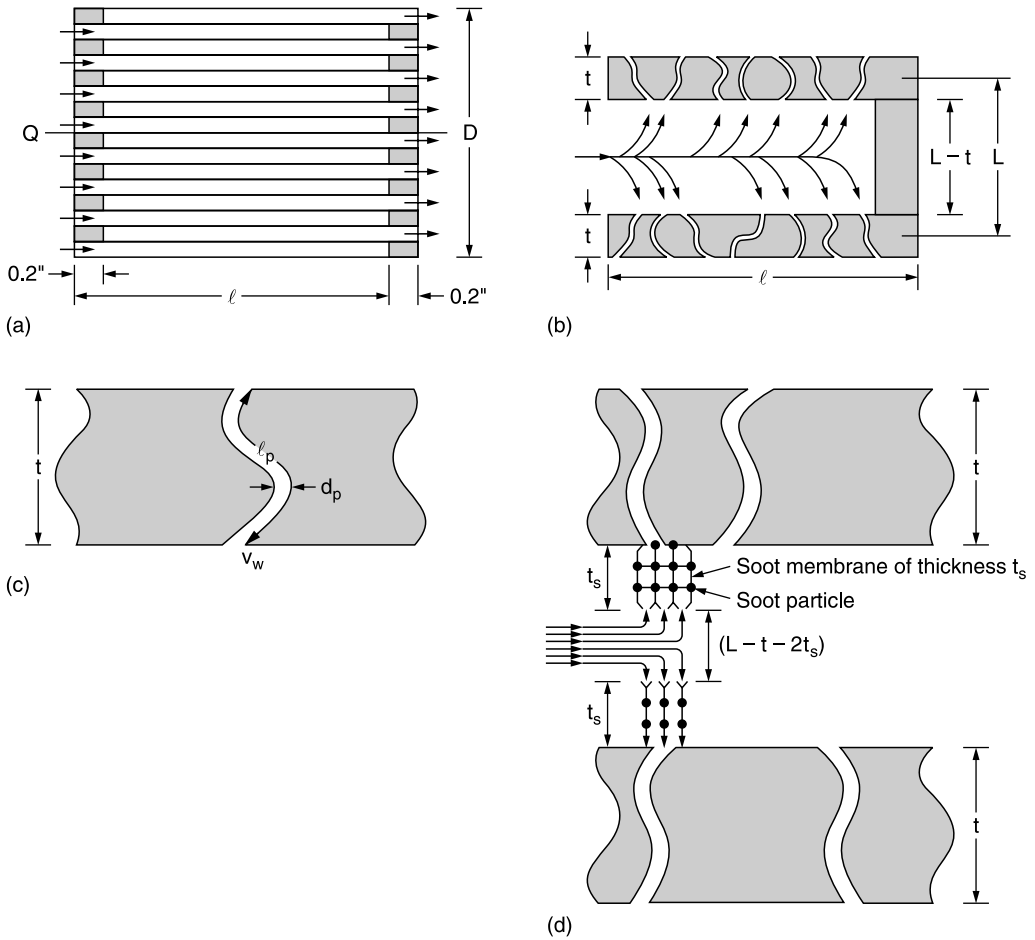 Q
D
0.2"
ℓ
0.2"
(a)
t
t
L – t
L
ℓ
(b)
t
ℓp
dp
vw
(c)
t
ts
Soot membrane of thickness ts
Soot particle
(L – t – 2ts)
ts
t
(d)